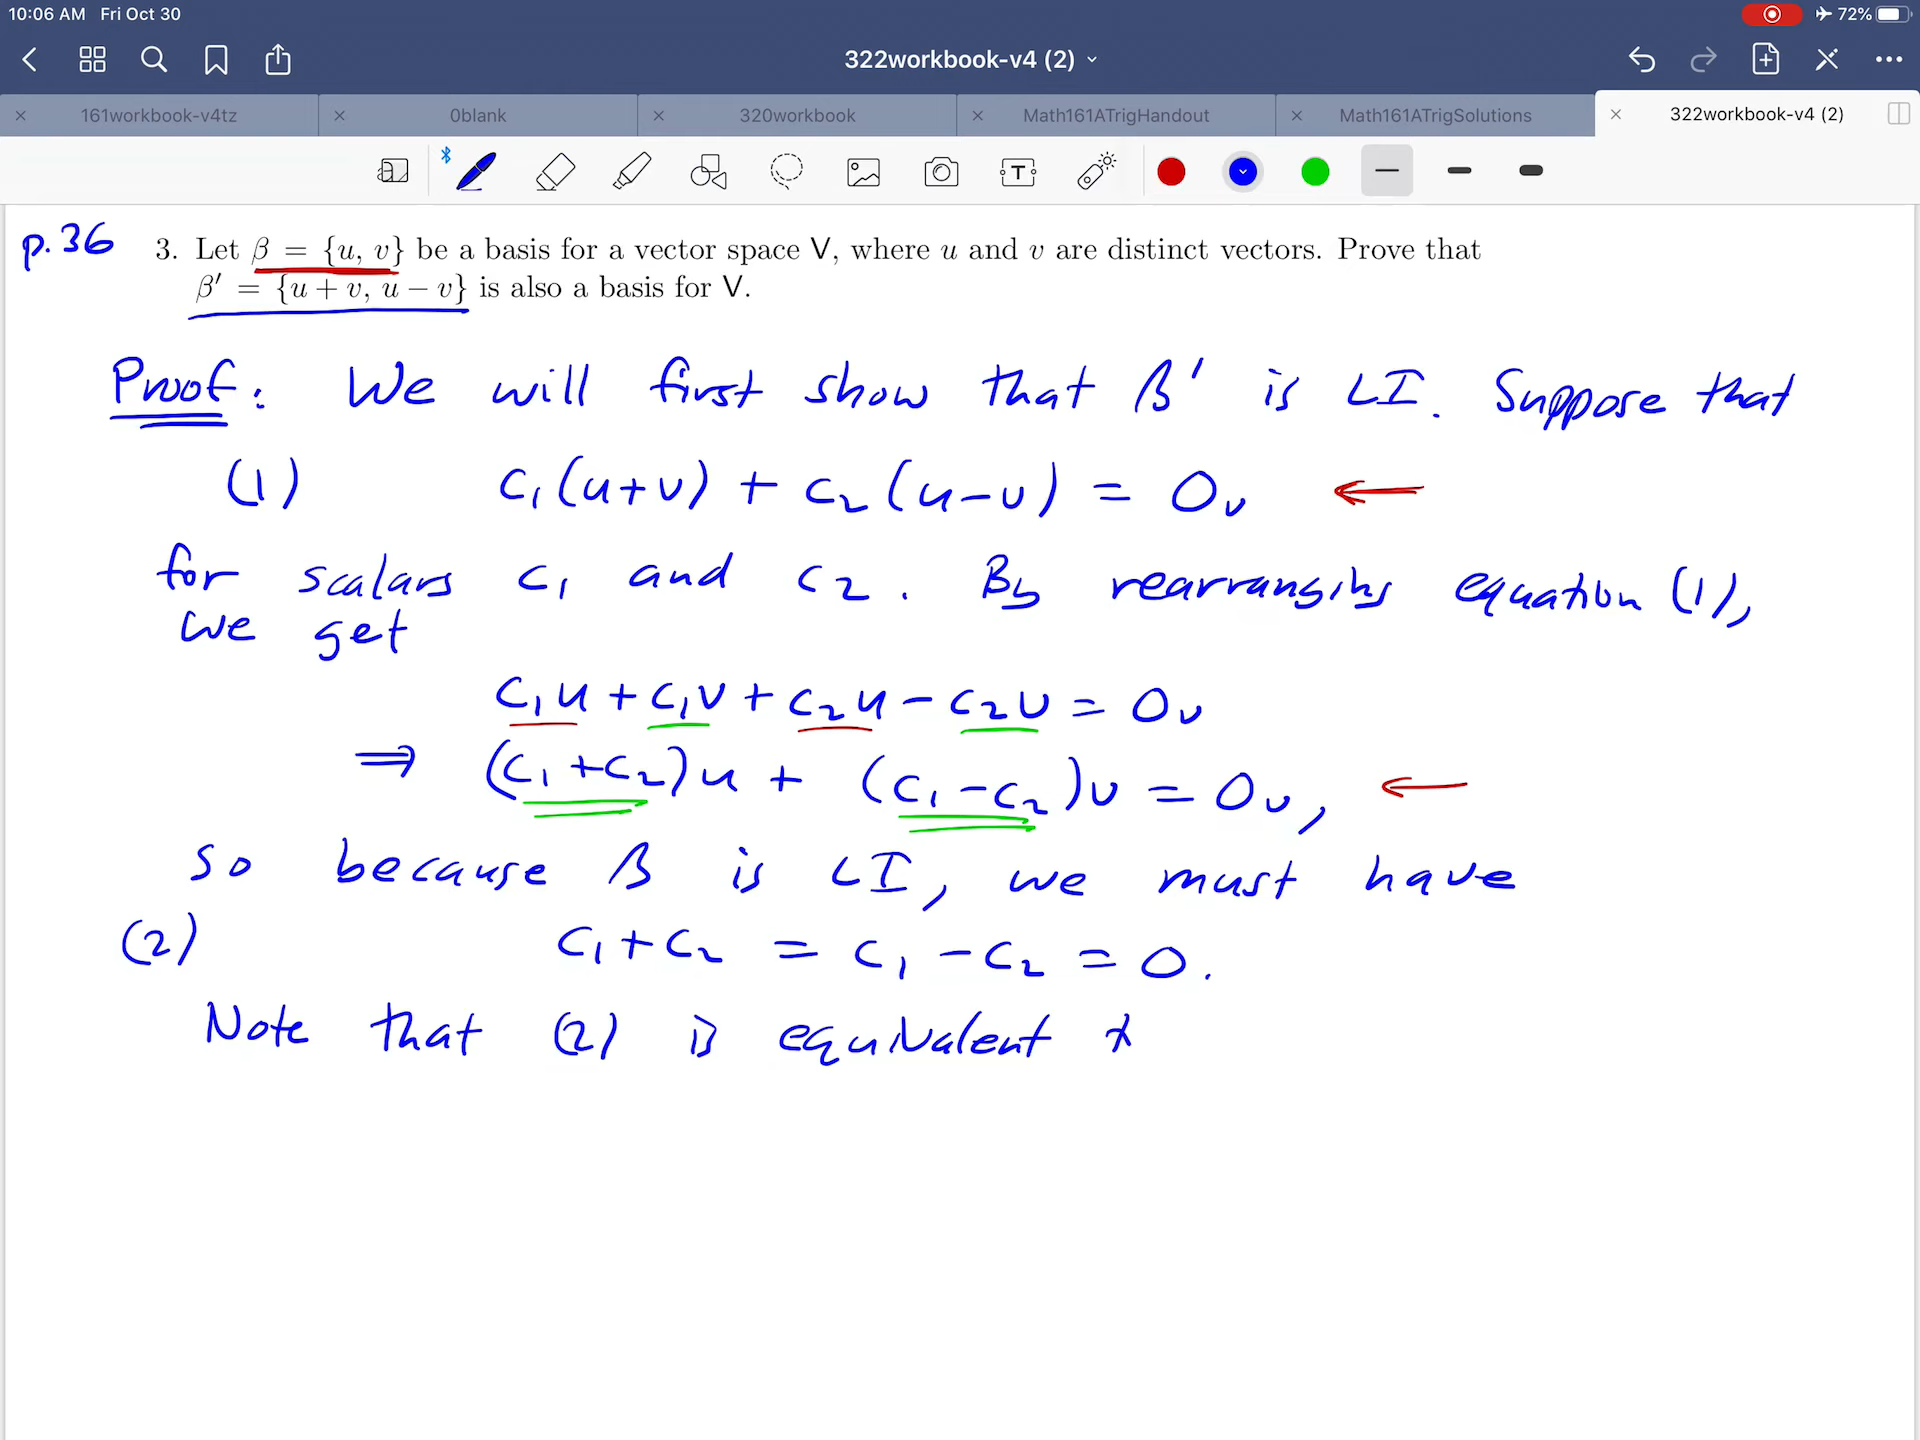 10:06 AM Fri Oct 30 72%
322workbook-v4 (2)
161workbook-v4tz 0blank 320workbook Math161ATrigHandout Math161ATrigSolutions 322workbook-v4 (2)
p.36 3. Let β = {u, v} be a basis for a vector space V, where u and v are distinct vectors. Prove that
β′ = {u + v, u − v} is also a basis for V.
Proof: We will first show that β' is LI. Suppose that
(1) c₁(u+v) + c₂(u-v) = 0ᵥ ←
for scalars c₁ and c₂. By rearranging equation (1),
we get
c₁u + c₁v + c₂u - c₂v = 0ᵥ
⇒ (c₁+c₂)u + (c₁-c₂)v = 0ᵥ, ←
so because β is LI, we must have
(2) c₁+c₂ = c₁-c₂ = 0.
Note that (2) is equivalent